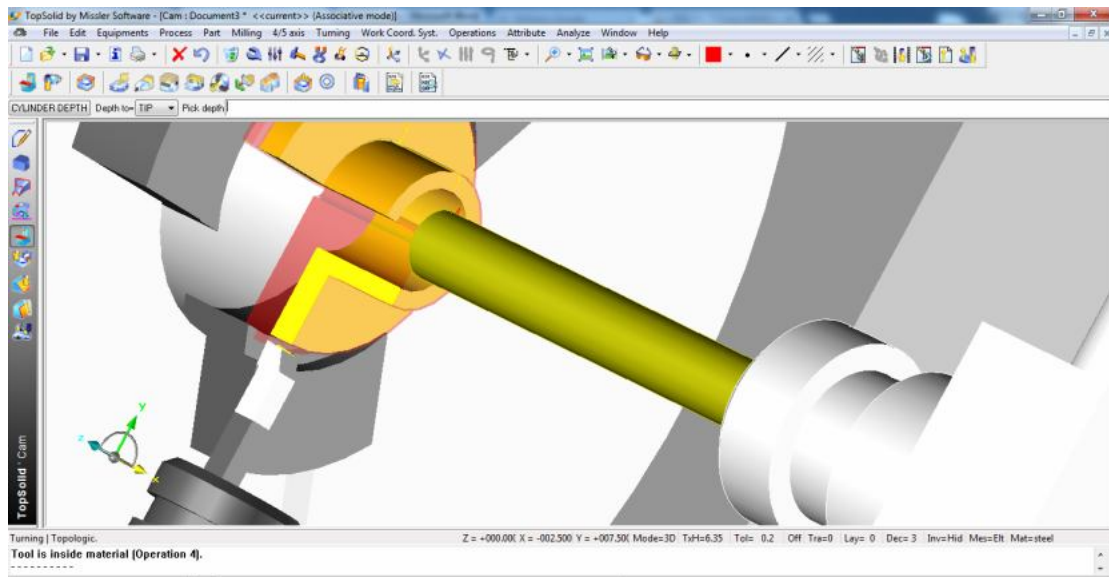 TopSolid by Missler Software - [Cam : Document3 * <<current>> (Associative mode)]
File Edit Equipments Process Part Milling 4/5 axis Turning Work Coord. Syst. Operations Attribute Analyze Window Help
CYLINDER DEPTH Depth to= TIP Pick depth
y
z
x
TopSolid'Cam
Turning | Topologic. Z = +000.00( X = -002.500 Y = +007.50( Mode=3D TxH=6.35 Tol= 0.2 Off Tra=0 Lay= 0 Dec= 3 Inv=Hid Mes=Elt Mat=steel
Tool is inside material (Operation 4).
----------